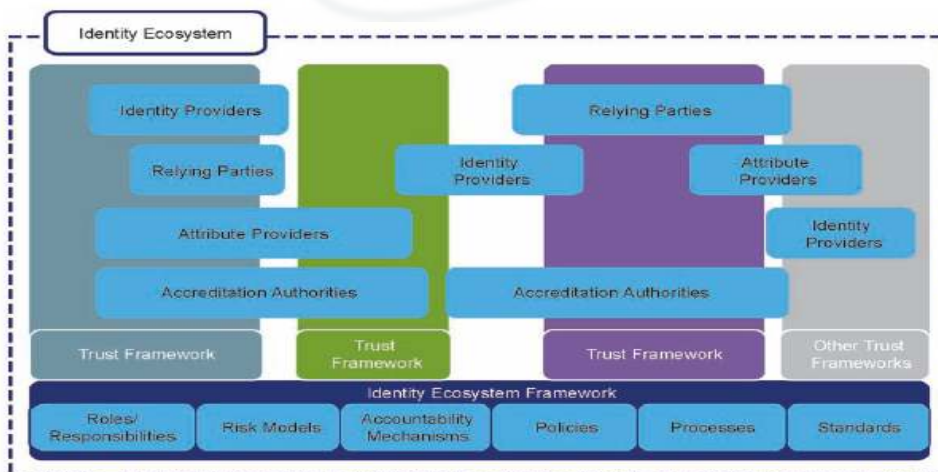 Identity Ecosystem
Identity Providers
Relying Parties
Relying Parties
Identity
Providers
Attribute
Providers
Attribute Providers
Identity
Providers
Accreditation Authorities
Accreditation Authorities
Trust Framework
Trust
Framework
Trust Framework
Other Trust
Frameworks
Identity Ecosystem Framework
Roles/
Responsibilities
Risk Models
Accountability
Mechanisms
Policies
Processes
Standards